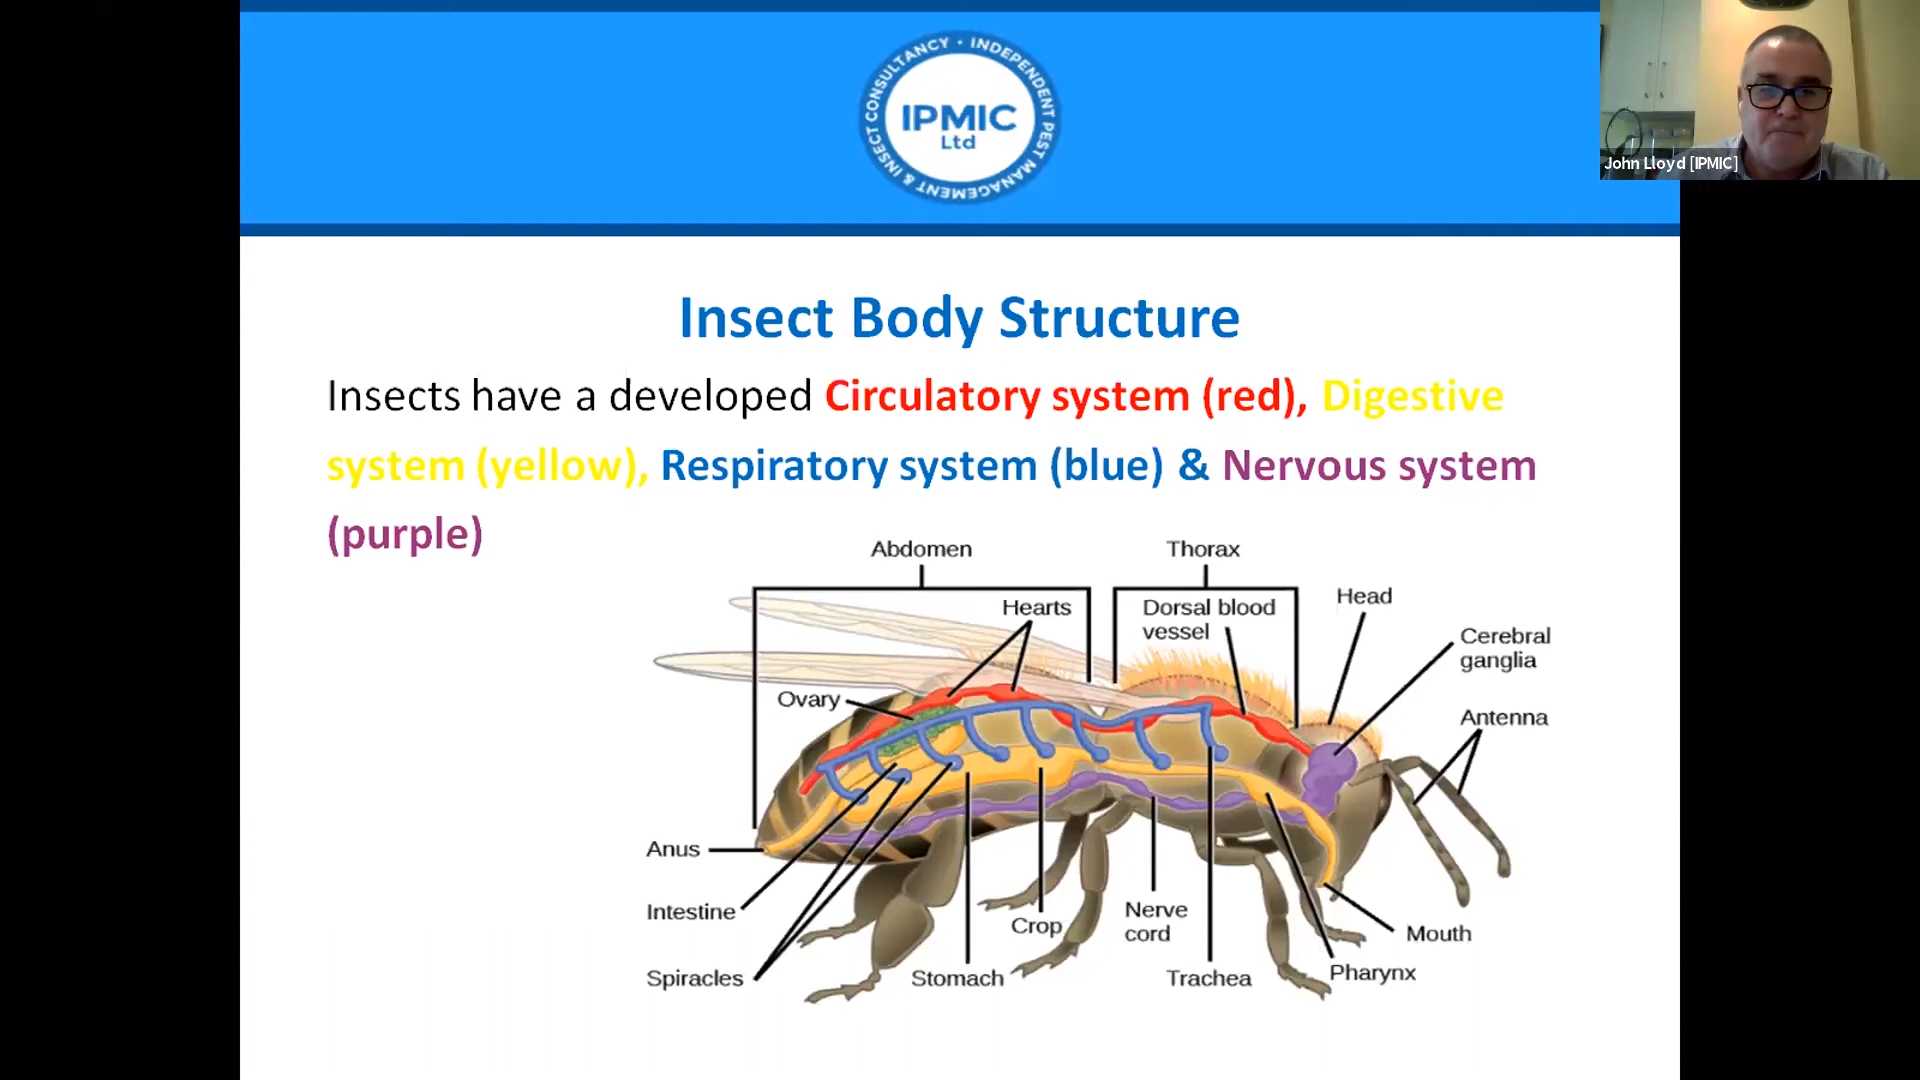 INSECT CONSULTANCY • INDEPENDENT PEST MANAGEMENT &
IPMIC
Ltd
John Lloyd [IPMIC]
Insect Body Structure
Insects have a developed Circulatory system (red), Digestive
system (yellow), Respiratory system (blue) & Nervous system
(purple)
Abdomen
Thorax
Head
Hearts
Dorsal blood
vessel
Cerebral
ganglia
Ovary
Antenna
Anus
Intestine
Spiracles
Stomach
Crop
Nerve
cord
Trachea
Pharynx
Mouth